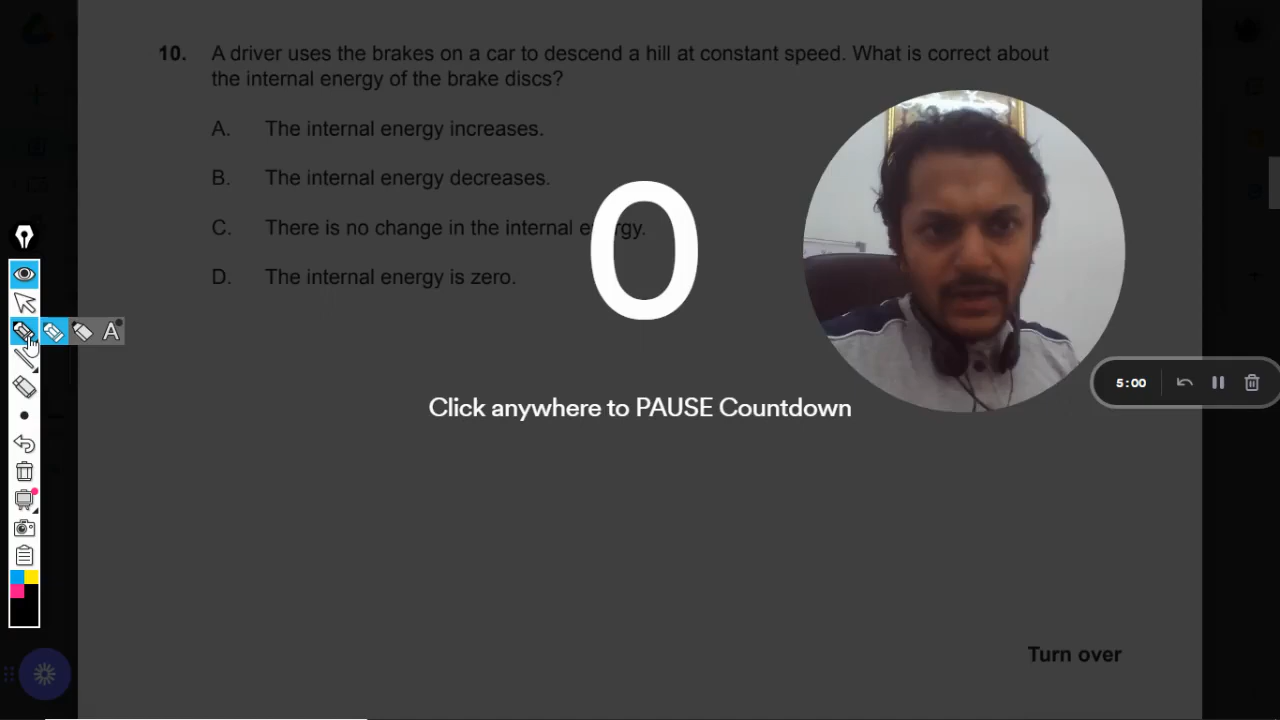 10. A driver uses the brakes on a car to descend a hill at constant speed. What is correct about
the internal energy of the brake discs?
A. The internal energy increases.
B. The internal energy decreases.
C. There is no change in the internal energy.
D. The internal energy is zero.
0
A
5:00
Click anywhere to PAUSE Countdown
Turn over